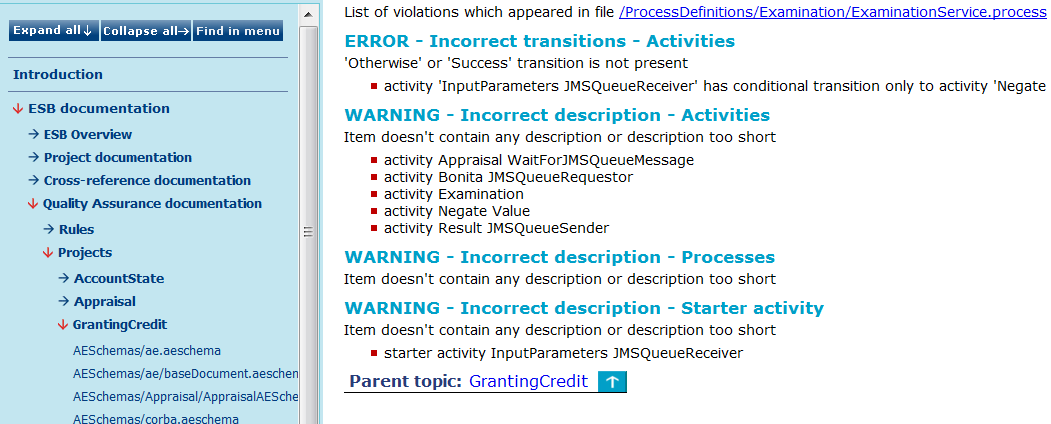 Expand all↓ Collapse all→ Find in menu
Introduction
ESB documentation
ESB Overview
Project documentation
Cross-reference documentation
Quality Assurance documentation
Rules
Projects
AccountState
Appraisal
GrantingCredit
AESchemas/ae.aeschema
AESchemas/ae/baseDocument.aeschem
AESchemas/Appraisal/AppraisalAESche
AESchemas/corba.aeschema
List of violations which appeared in file /ProcessDefinitions/Examination/ExaminationService.process
ERROR - Incorrect transitions - Activities
'Otherwise' or 'Success' transition is not present
activity 'InputParameters JMSQueueReceiver' has conditional transition only to activity 'Negate
WARNING - Incorrect description - Activities
Item doesn't contain any description or description too short
activity Appraisal WaitForJMSQueueMessage
activity Bonita JMSQueueRequestor
activity Examination
activity Negate Value
activity Result JMSQueueSender
WARNING - Incorrect description - Processes
Item doesn't contain any description or description too short
WARNING - Incorrect description - Starter activity
Item doesn't contain any description or description too short
starter activity InputParameters JMSQueueReceiver
Parent topic: GrantingCredit